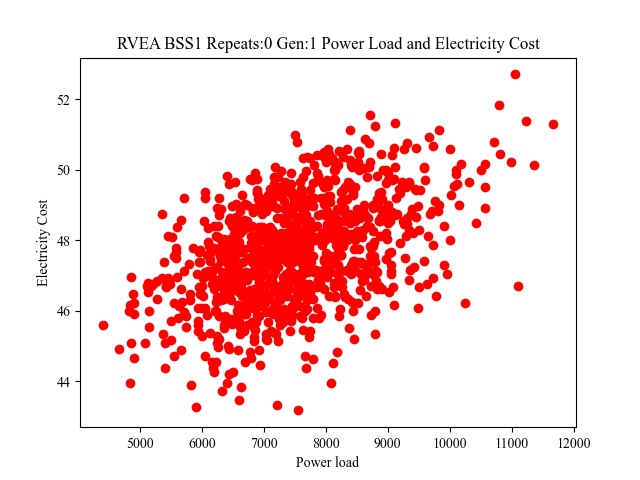 RVEA BSS1 Repeats:0 Gen:1 Power Load and Electricity Cost
52
50
48
46
44
Electricity Cost
5000 6000 7000 8000 9000 10000 11000 12000
Power load